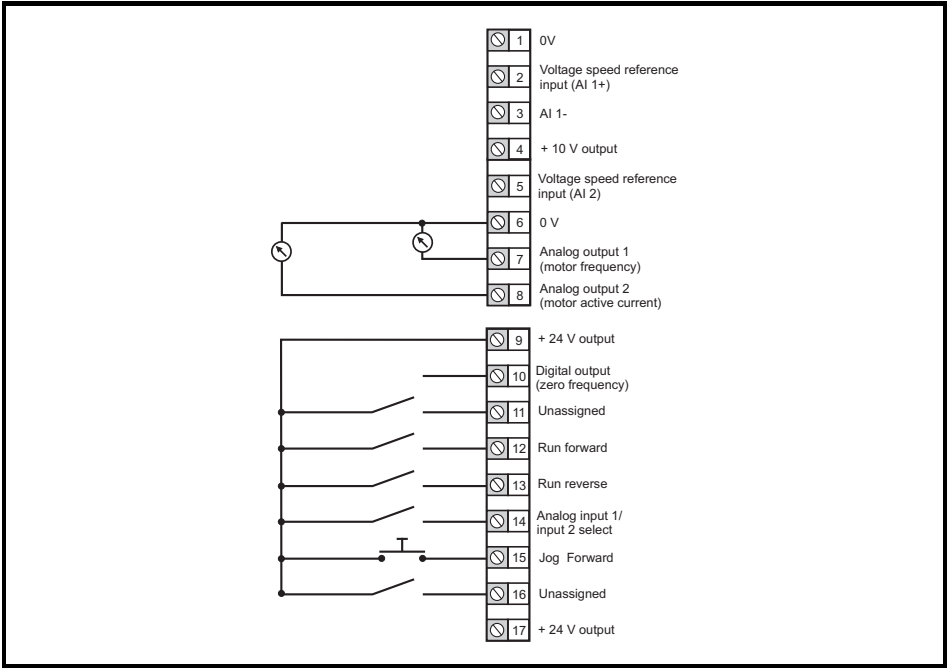 1 0V
2 Voltage speed reference
input (AI 1+)
3 AI 1-
4 + 10 V output
5 Voltage speed reference
input (AI 2)
6 0 V
7 Analog output 1
(motor frequency)
8 Analog output 2
(motor active current)
9 + 24 V output
10 Digital output
(zero frequency)
11 Unassigned
12 Run forward
13 Run reverse
14 Analog input 1/
input 2 select
15 Jog Forward
16 Unassigned
17 + 24 V output